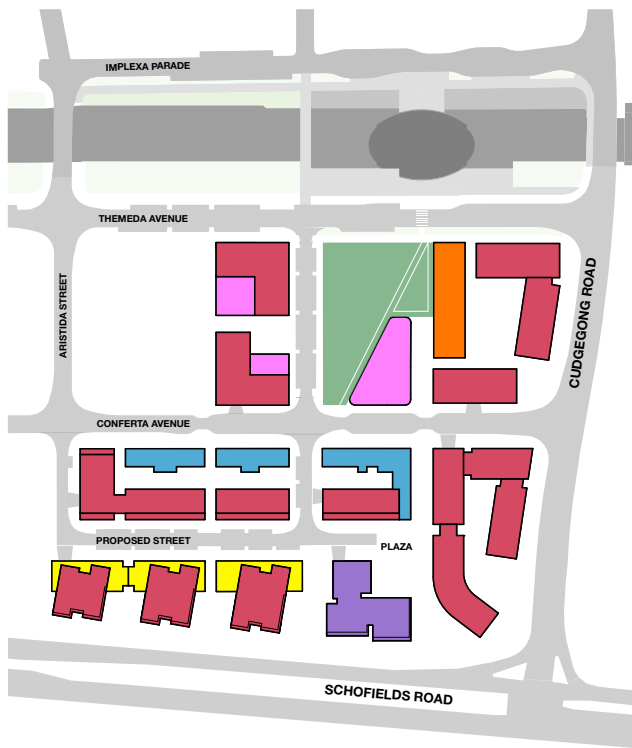 IMPLEXA PARADE
THEMEDA AVENUE
ARISTIDA STREET
CUDGEGONG ROAD
CONFERTA AVENUE
PROPOSED STREET
PLAZA
SCHOFIELDS ROAD